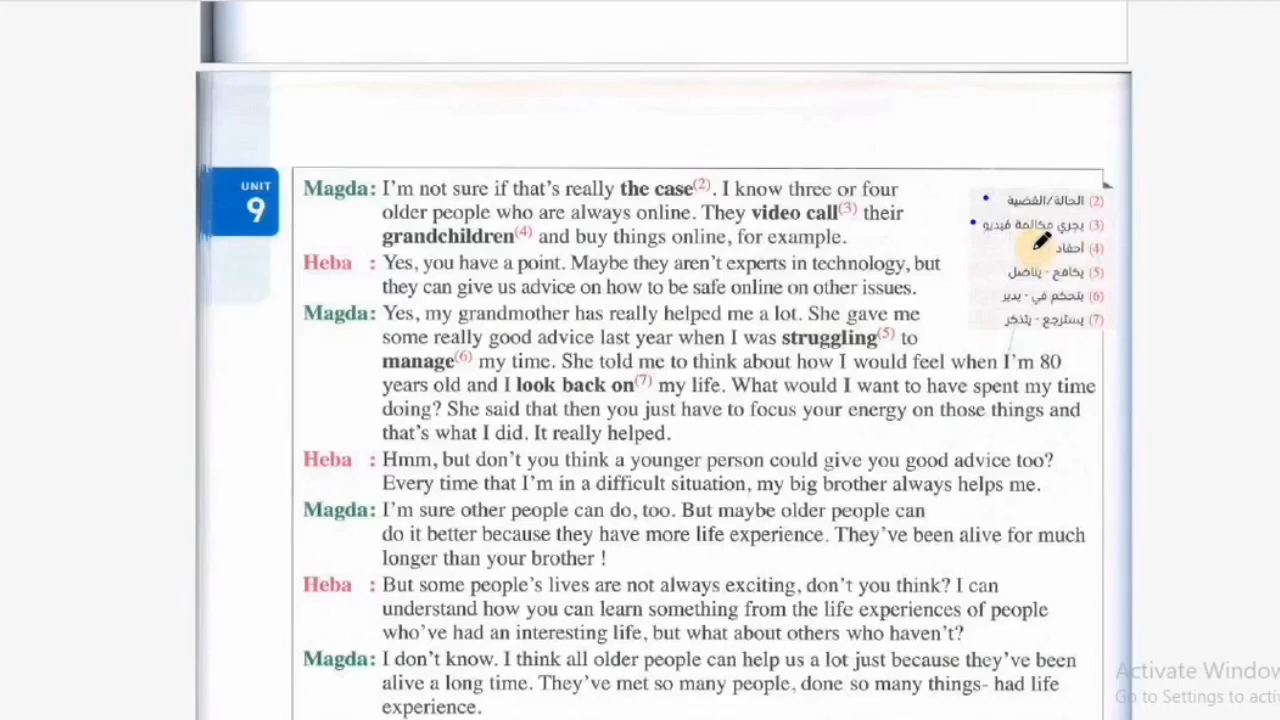 UNIT
9
Magda: I'm not sure if that's really the case(2). I know three or four
older people who are always online. They video call(3) their
grandchildren(4) and buy things online, for example.
Heba : Yes, you have a point. Maybe they aren't experts in technology, but
they can give us advice on how to be safe online on other issues.
Magda: Yes, my grandmother has really helped me a lot. She gave me
some really good advice last year when I was struggling(5) to
manage(6) my time. She told me to think about how I would feel when I'm 80
years old and I look back on(7) my life. What would I want to have spent my time
doing? She said that then you just have to focus your energy on those things and
that's what I did. It really helped.
Heba : Hmm, but don't you think a younger person could give you good advice too?
Every time that I'm in a difficult situation, my big brother always helps me.
Magda: I'm sure other people can do, too. But maybe older people can
do it better because they have more life experience. They've been alive for much
longer than your brother !
Heba : But some people's lives are not always exciting, don't you think? I can
understand how you can learn something from the life experiences of people
who've had an interesting life, but what about others who haven't?
Magda: I don't know. I think all older people can help us a lot just because they've been
alive a long time. They've met so many people, done so many things- had life
experience.
(2) الحالة/القضية
(3) يجري مكالمة فيديو
(4) أحفاد
(5) يكافح - يناضل
(6) يتحكم في - يدير
(7) يسترجع - يتذكر
Activate Window
Go to Settings to activ